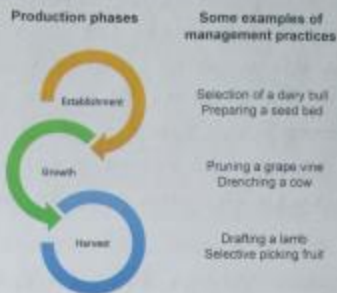 Production phases
Some examples of
management practices
Establishment
Selection of a dairy bull
Preparing a seed bed
Growth
Pruning a grape vine
Drenching a cow
Harvest
Drafting a lamb
Selective picking fruit